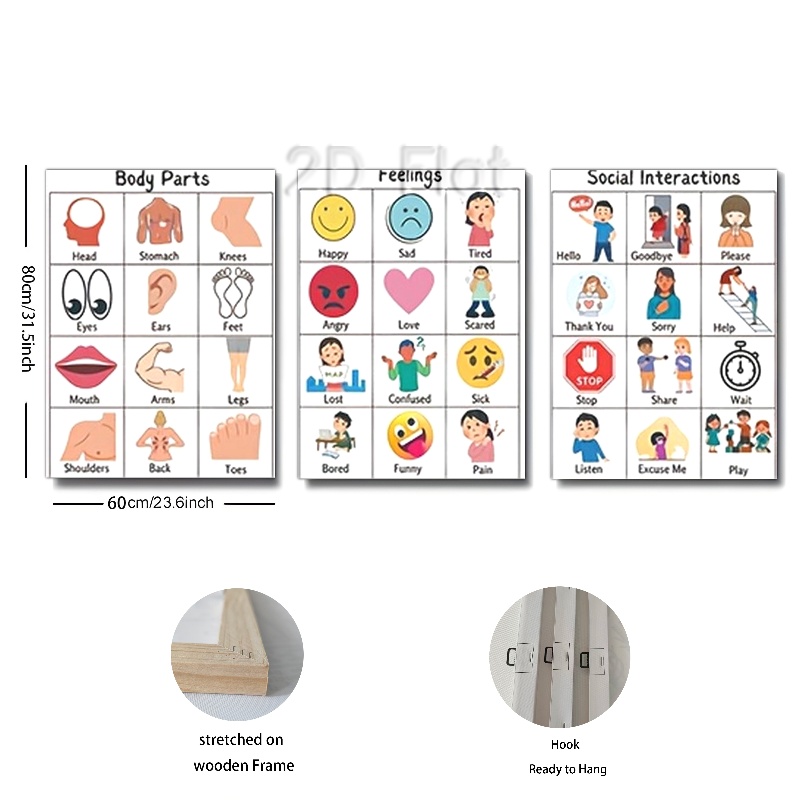 2D Flat
Body Parts
Head Stomach Knees
Eyes Ears Feet
Mouth Arms Legs
Shoulders Back Toes
Feelings
Happy Sad Tired
Angry Love Scared
Lost Confused Sick
MAP
Bored Funny Pain
Social Interactions
Hello!
Hello Goodbye Please
Thank You Sorry Help
STOP
Stop Share Wait
Listen Excuse Me Play
80cm/31.5inch
60cm/23.6inch
stretched on
wooden Frame
Hook
Ready to Hang